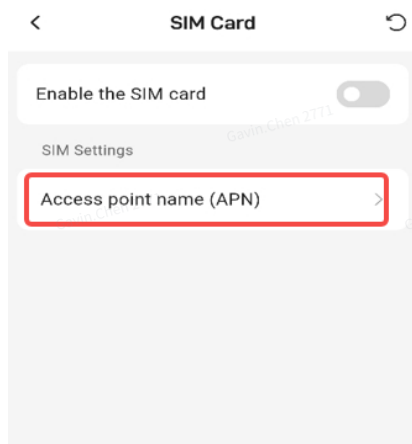 SIM Card
Enable the SIM card
Gavin.Chen 2771
SIM Settings
Access point name (APN)